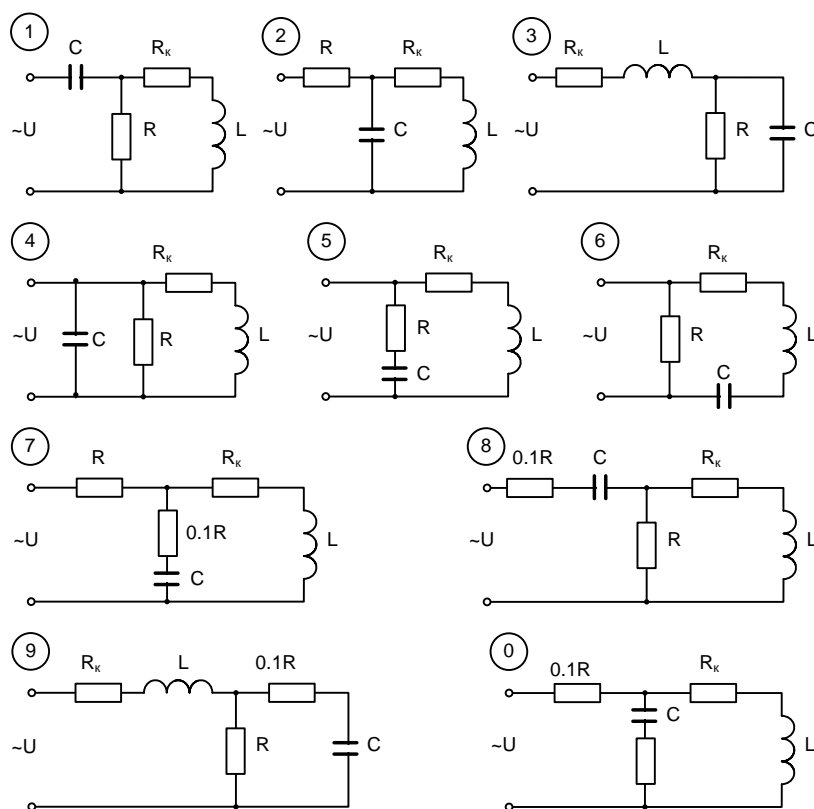 1 2 3
C Rк R Rк Rк L
~U R L ~U C L ~U R C
4 5 6
Rк Rк Rк
~U C R L ~U R C L ~U R C L
7 8
R Rк 0.1R C Rк
~U 0.1R C L ~U R L
9 0
Rк L 0.1R 0.1R Rк
~U R C ~U C L